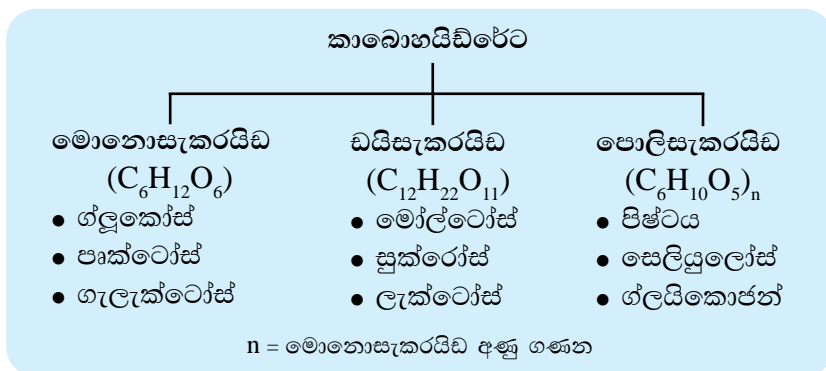 කාබොහයිඩ්රේට
මොනොසැකරයිඩ ඩයිසැකරයිඩ පොලිසැකරයිඩ
(C₆H₁₂O₆) (C₁₂H₂₂O₁₁) (C₆H₁₀O₅)ₙ
● ග්ලූකෝස් ● මෝල්ටෝස් ● පිෂ්ටය
● පෘක්ටෝස් ● සුක්රෝස් ● සෙලියුලෝස්
● ගැලැක්ටෝස් ● ලැක්ටෝස් ● ග්ලයිකොජන්
n = මොනොසැකරයිඩ අණු ගණන